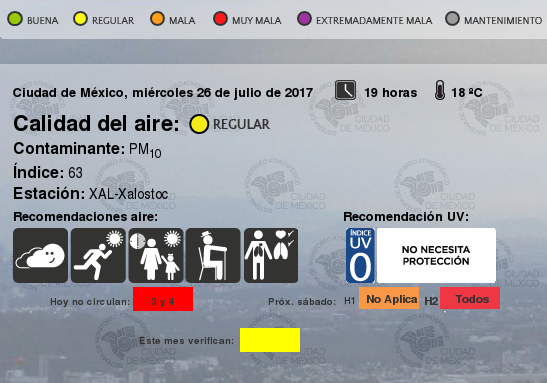 BUENA REGULAR MALA MUY MALA EXTREMADAMENTE MALA MANTENIMIENTO
Ciudad de México, miércoles 26 de julio de 2017 19 horas 18 ºC
Calidad del aire: REGULAR
Contaminante: PM10
Índice: 63
Estación: XAL-Xalostoc
Recomendaciones aire: Recomendación UV:
ÍNDICE
UV
0
NO NECESITA
PROTECCIÓN
Hoy no circulan: 3 y 4 Próx. sábado: H1 No Aplica H2 Todos
Este mes verifican:
CIUDAD
DE MÉXICO